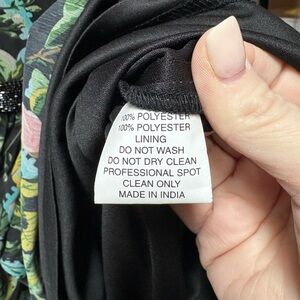 100% POLYESTER
100% POLYESTER
LINING
DO NOT WASH
DO NOT DRY CLEAN
PROFESSIONAL SPOT
CLEAN ONLY
MADE IN INDIA